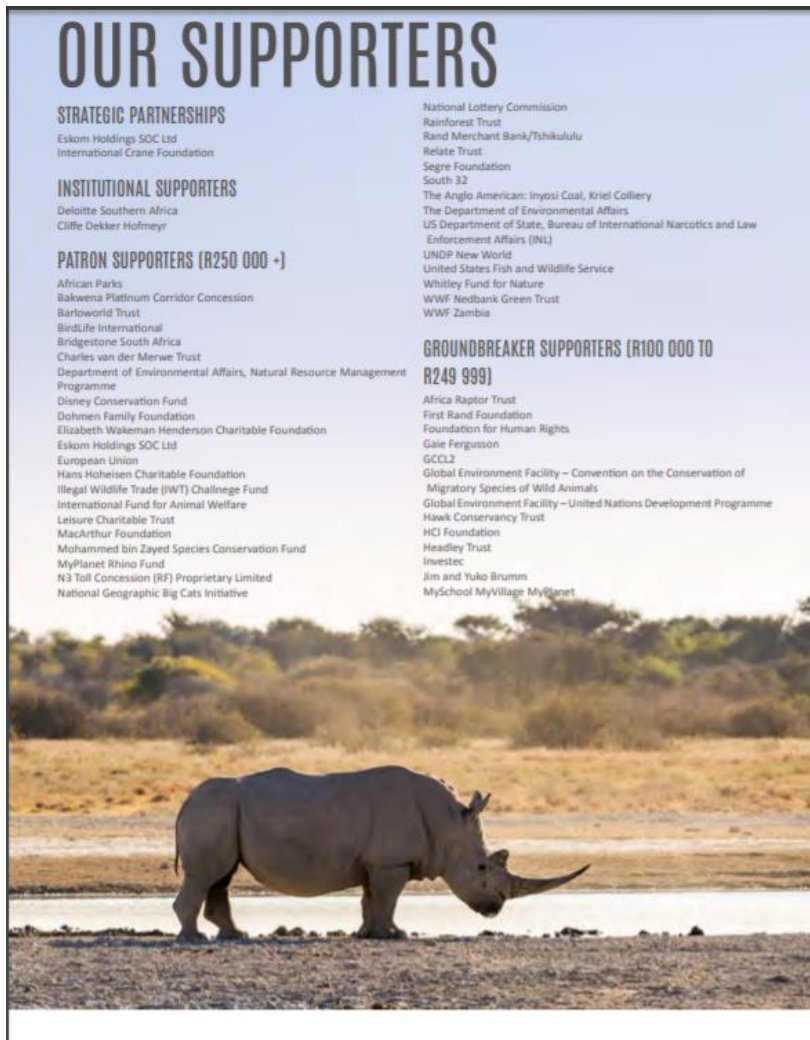 OUR SUPPORTERS
STRATEGIC PARTNERSHIPS
Eskom Holdings SOC Ltd
International Crane Foundation
INSTITUTIONAL SUPPORTERS
Deloitte Southern Africa
Cliffe Dekker Hofmeyr
PATRON SUPPORTERS (R250 000 +)
African Parks
Bakwena Platinum Corridor Concession
Barloworld Trust
BirdLife International
Bridgestone South Africa
Charles van der Merwe Trust
Department of Environmental Affairs, Natural Resource Management
Programme
Disney Conservation Fund
Dohmen Family Foundation
Elizabeth Wakeman Henderson Charitable Foundation
Eskom Holdings SOC Ltd
European Union
Hans Hoheisen Charitable Foundation
Illegal Wildlife Trade (IWT) Challnege Fund
International Fund for Animal Welfare
Leisure Charitable Trust
MacArthur Foundation
Mohammed bin Zayed Species Conservation Fund
MyPlanet Rhino Fund
N3 Toll Concession (RF) Proprietary Limited
National Geographic Big Cats Initiative
National Lottery Commission
Rainforest Trust
Rand Merchant Bank/Tshikululu
Relate Trust
Segre Foundation
South 32
The Anglo American: Inyosi Coal, Kriel Colliery
The Department of Environmental Affairs
US Department of State, Bureau of International Narcotics and Law
Enforcement Affairs (INL)
UNDP New World
United States Fish and Wildlife Service
Whitley Fund for Nature
WWF Nedbank Green Trust
WWF Zambia
GROUNDBREAKER SUPPORTERS (R100 000 TO
R249 999)
Africa Raptor Trust
First Rand Foundation
Foundation for Human Rights
Gaie Fergusson
GCCL2
Global Environment Facility – Convention on the Conservation of
Migratory Species of Wild Animals
Global Environment Facility – United Nations Development Programme
Hawk Conservancy Trust
HCI Foundation
Headley Trust
Investec
Jim and Yuko Brumm
MySchool MyVillage MyPlanet